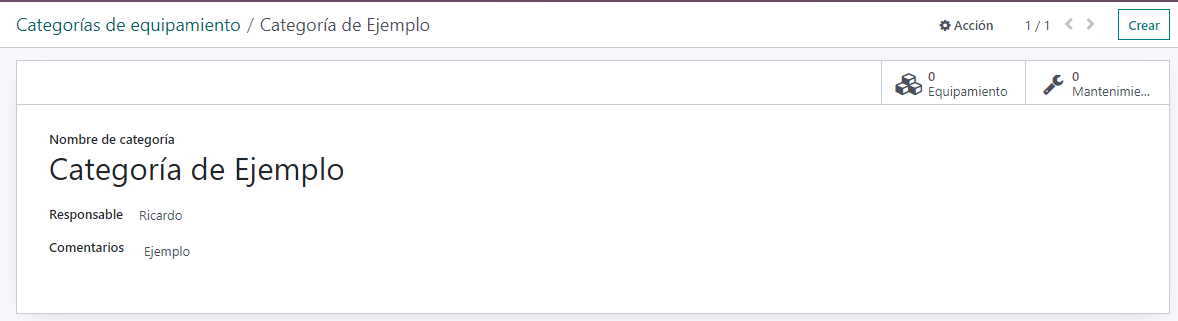 Categorías de equipamiento / Categoría de Ejemplo
Acción
1 / 1
Crear
0
Equipamiento
0
Mantenimie...
Nombre de categoría
Categoría de Ejemplo
Responsable Ricardo
Comentarios Ejemplo